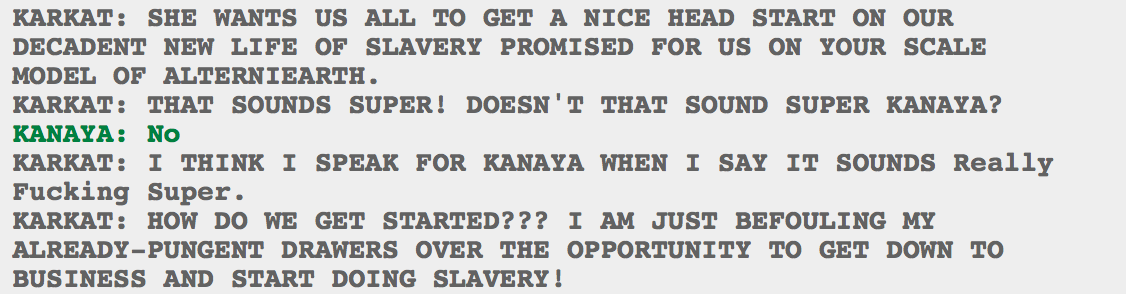 KARKAT: SHE WANTS US ALL TO GET A NICE HEAD START ON OUR
DECADENT NEW LIFE OF SLAVERY PROMISED FOR US ON YOUR SCALE
MODEL OF ALTERNIEARTH.
KARKAT: THAT SOUNDS SUPER! DOESN'T THAT SOUND SUPER KANAYA?
KANAYA: No
KARKAT: I THINK I SPEAK FOR KANAYA WHEN I SAY IT SOUNDS Really
Fucking Super.
KARKAT: HOW DO WE GET STARTED??? I AM JUST BEFOULING MY
ALREADY-PUNGENT DRAWERS OVER THE OPPORTUNITY TO GET DOWN TO
BUSINESS AND START DOING SLAVERY!